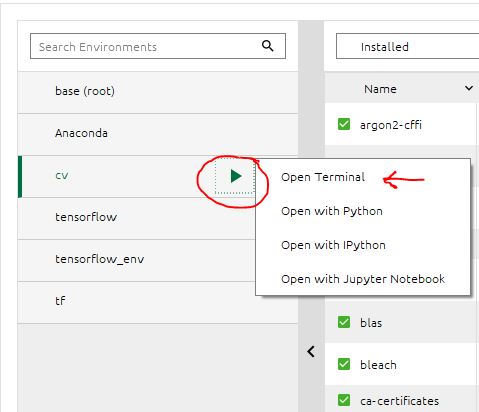 Search Environments
Installed
base (root)
Anaconda
cv
tensorflow
tensorflow_env
tf
Open Terminal
Open with Python
Open with IPython
Open with Jupyter Notebook
Name
argon2-cffi
blas
bleach
ca-certificates